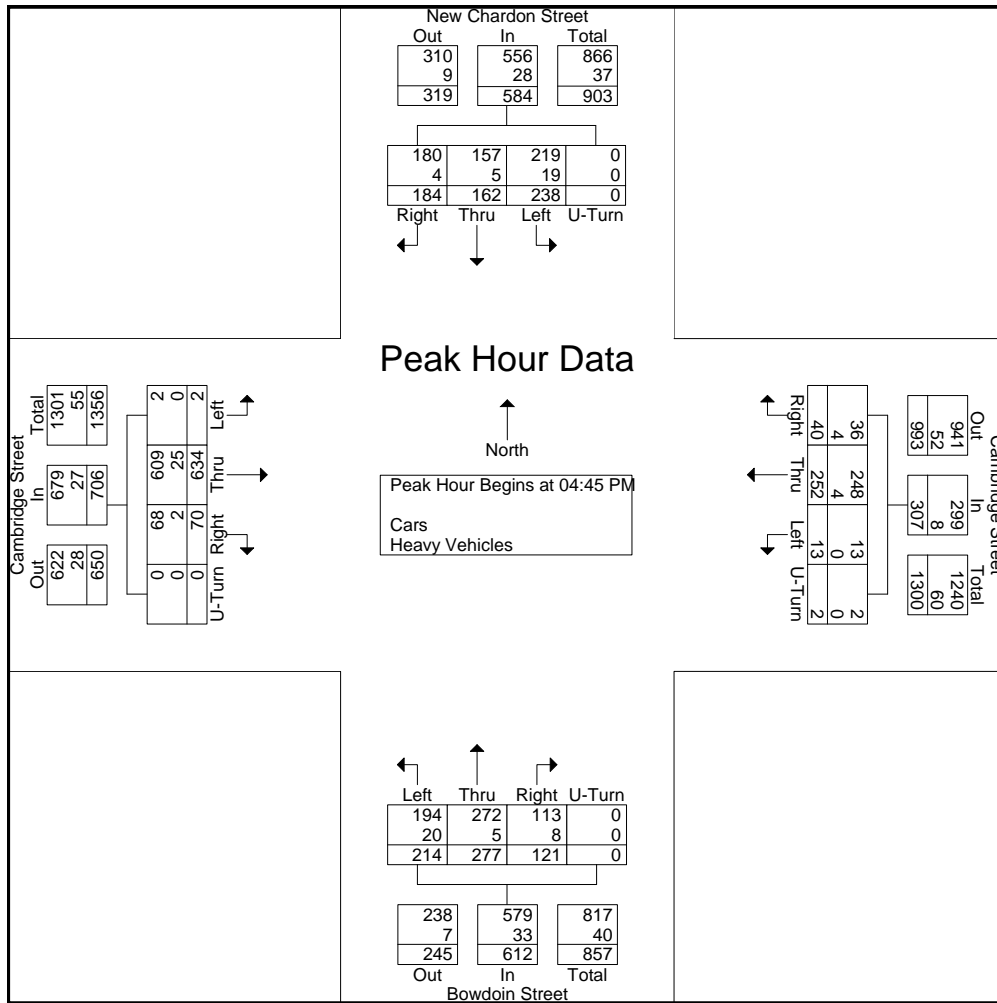 New Chardon Street
Out In Total
310 556 866
9 28 37
319 584 903
180 157 219 0
4 5 19 0
184 162 238 0
Right Thru Left U-Turn
Peak Hour Data
North
Peak Hour Begins at 04:45 PM
Cars
Heavy Vehicles
Cambridge Street
Out In Total
622 679 1301
28 27 55
650 706 1356
0 68 609 2
0 2 25 0
0 70 634 2
U-Turn Right Thru Left
Cambridge Street
Out In Total
941 299 1240
52 8 60
993 307 1300
36 248 13 2
4 4 0 0
40 252 13 2
Right Thru Left U-Turn
Left Thru Right U-Turn
194 272 113 0
20 5 8 0
214 277 121 0
238 579 817
7 33 40
245 612 857
Out In Total
Bowdoin Street